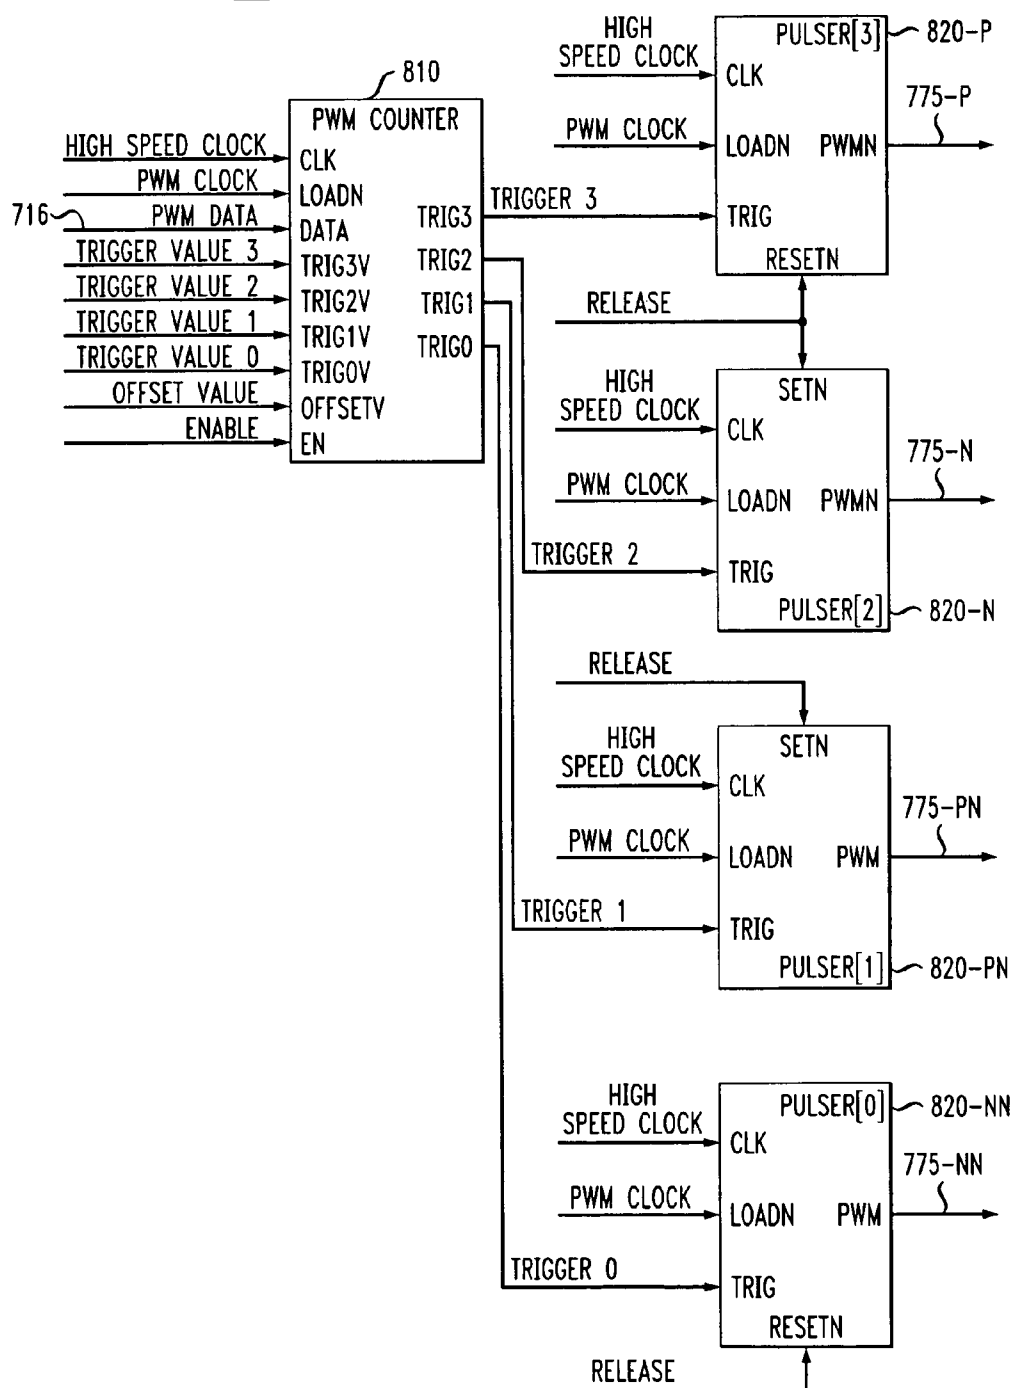 810
PWM COUNTER
HIGH SPEED CLOCK
CLK
PWM CLOCK
LOADN
716
PWM DATA
DATA
TRIGGER VALUE 3
TRIG3V
TRIGGER VALUE 2
TRIG2V
TRIGGER VALUE 1
TRIG1V
TRIGGER VALUE 0
TRIG0V
OFFSET VALUE
OFFSETV
ENABLE
EN
TRIG3
TRIG2
TRIG1
TRIG0
TRIGGER 3
TRIGGER 2
TRIGGER 1
TRIGGER 0
HIGH
SPEED CLOCK
PWM CLOCK
PULSER[3]
820-P
CLK
LOADN
PWMN
TRIG
RESETN
775-P
RELEASE
HIGH
SPEED CLOCK
PWM CLOCK
SETN
CLK
LOADN
PWMN
TRIG
PULSER[2]
820-N
775-N
RELEASE
HIGH
SPEED CLOCK
PWM CLOCK
SETN
CLK
LOADN
PWM
TRIG
PULSER[1]
820-PN
775-PN
HIGH
SPEED CLOCK
PWM CLOCK
PULSER[0]
820-NN
CLK
LOADN
PWM
TRIG
RESETN
775-NN
RELEASE